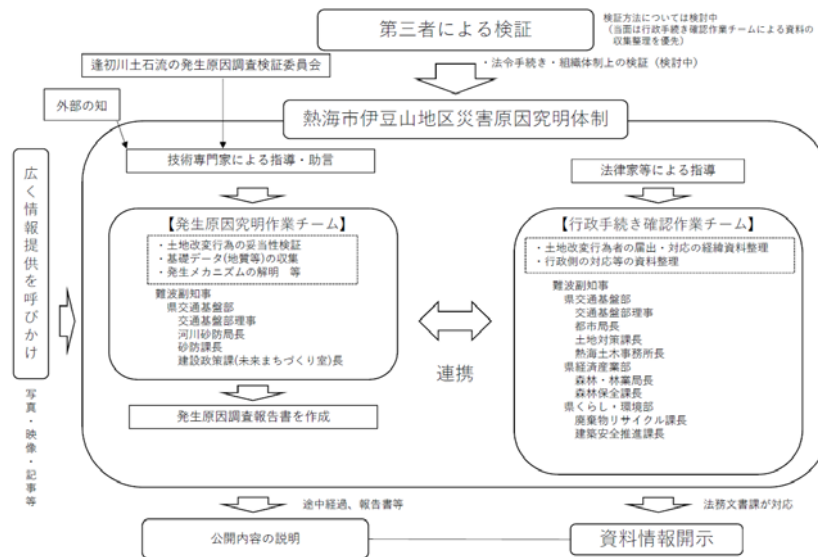 第三者による検証
検証方法については検討中
（当面は行政手続き確認作業チームによる資料の
収集整理を優先）
・法令手続き・組織体制上の検証（検討中）
逢初川土石流の発生原因調査検証委員会
外部の知
熱海市伊豆山地区災害原因究明体制
技術専門家による指導・助言
法律家等による指導
広く情報提供を呼びかけ
写真・映像・記事等
【発生原因究明作業チーム】
・土地改変行為の妥当性検証
・基礎データ(地質等)の収集
・発生メカニズムの解明 等
難波副知事
県交通基盤部
交通基盤部理事
河川砂防局長
砂防課長
建設政策課(未来まちづくり室)長
発生原因調査報告書を作成
連携
【行政手続き確認作業チーム】
・土地改変行為者の届出・対応の経緯資料整理
・行政側の対応等の資料整理
難波副知事
県交通基盤部
交通基盤部理事
都市局長
土地対策課長
熱海土木事務所長
県経済産業部
森林・林業局長
森林保全課長
県くらし・環境部
廃棄物リサイクル課長
建築安全推進課長
途中経過、報告書等
法務文書課が対応
公開内容の説明
資料情報開示